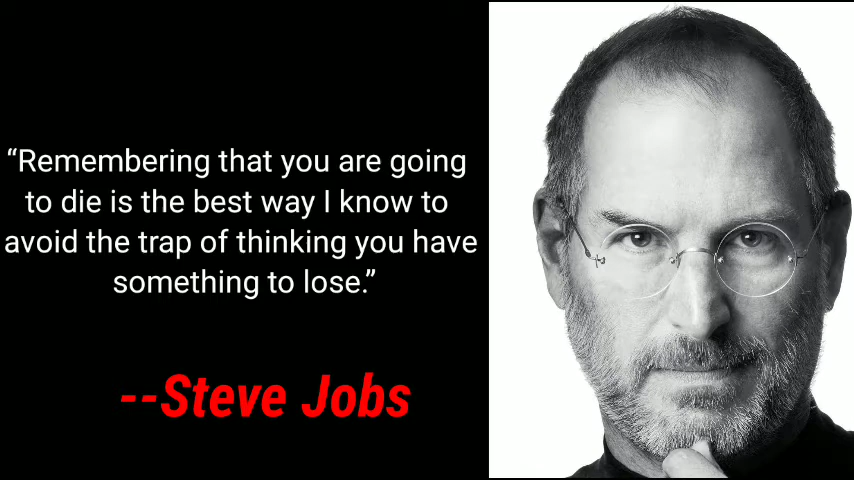 “Remembering that you are going
to die is the best way I know to
avoid the trap of thinking you have
something to lose.”
--Steve Jobs